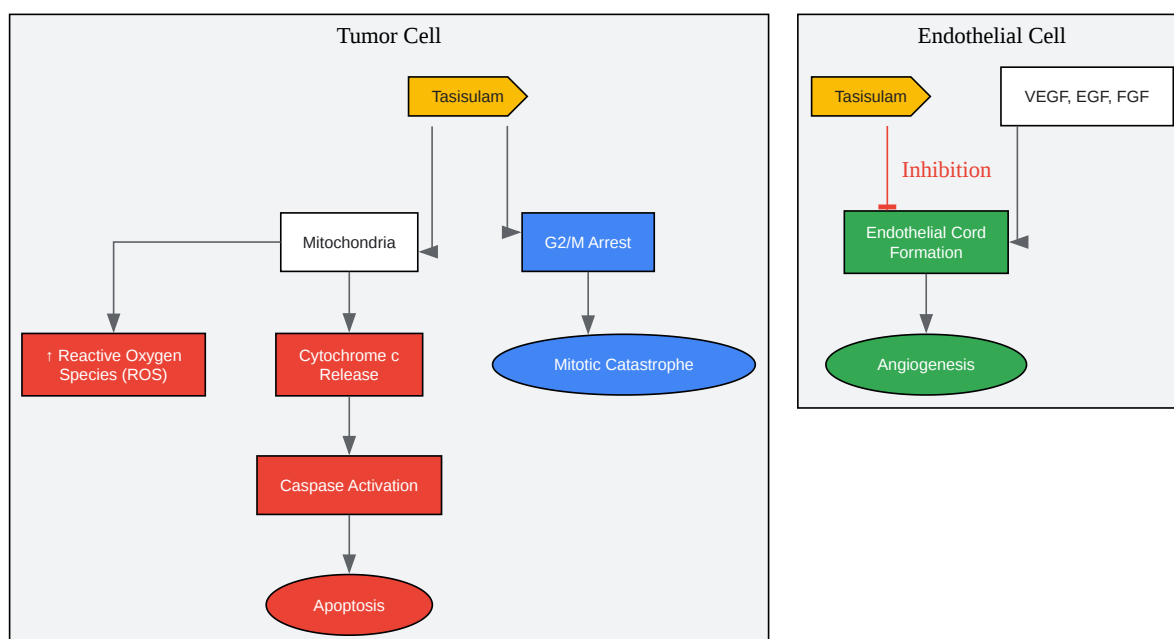 Tumor Cell
Tasisulam
Mitochondria
G2/M Arrest
↑ Reactive Oxygen
Species (ROS)
Cytochrome c
Release
Mitotic Catastrophe
Caspase Activation
Apoptosis
Endothelial Cell
Tasisulam
VEGF, EGF, FGF
Inhibition
Endothelial Cord
Formation
Angiogenesis